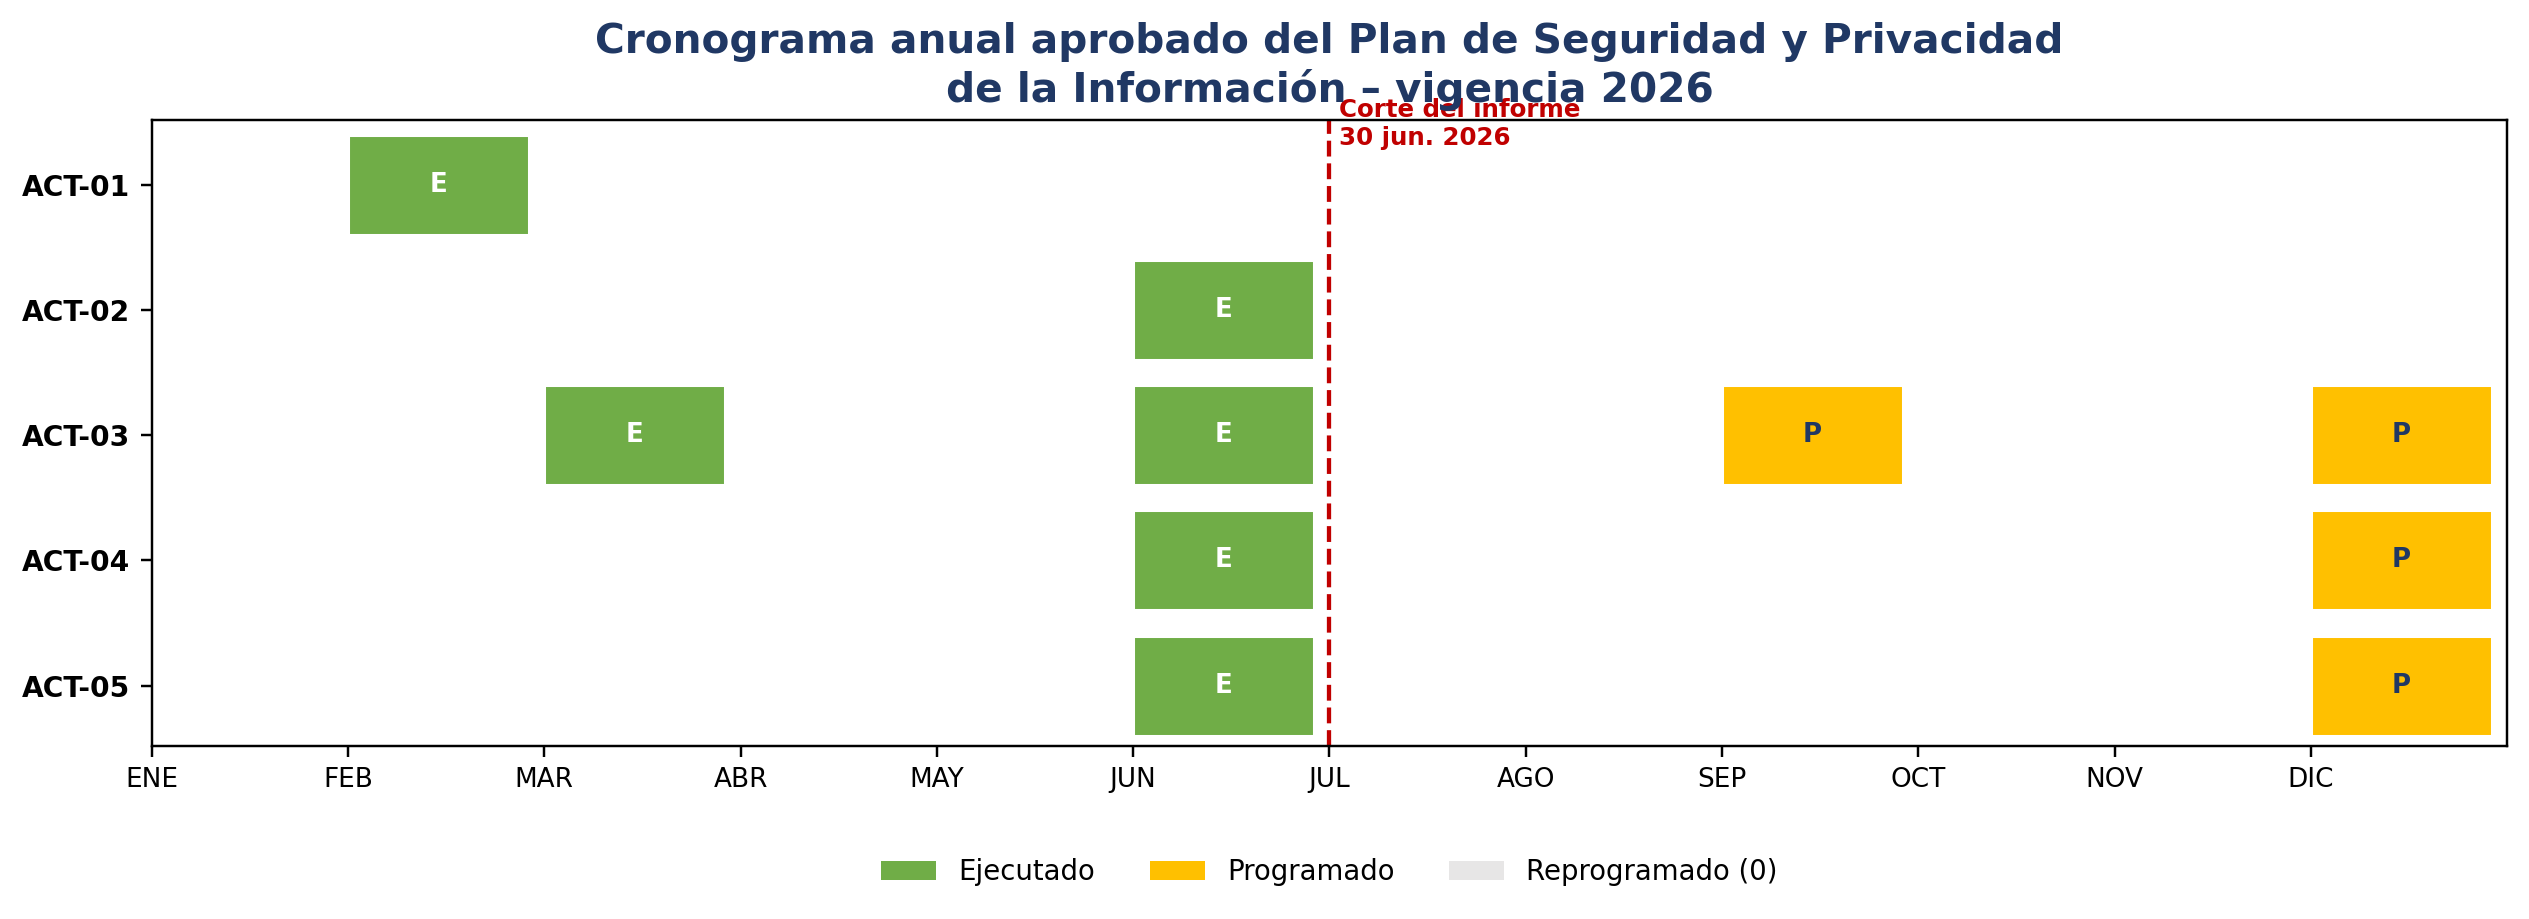 Cronograma anual aprobado del Plan de Seguridad y Privacidad
de la Información – vigencia 2026
Corte del informe
30 jun. 2026
ACT-01
E
ACT-02
E
ACT-03
E
E
P
P
ACT-04
E
P
ACT-05
E
P
ENE FEB MAR ABR MAY JUN JUL AGO SEP OCT NOV DIC
Ejecutado Programado Reprogramado (0)